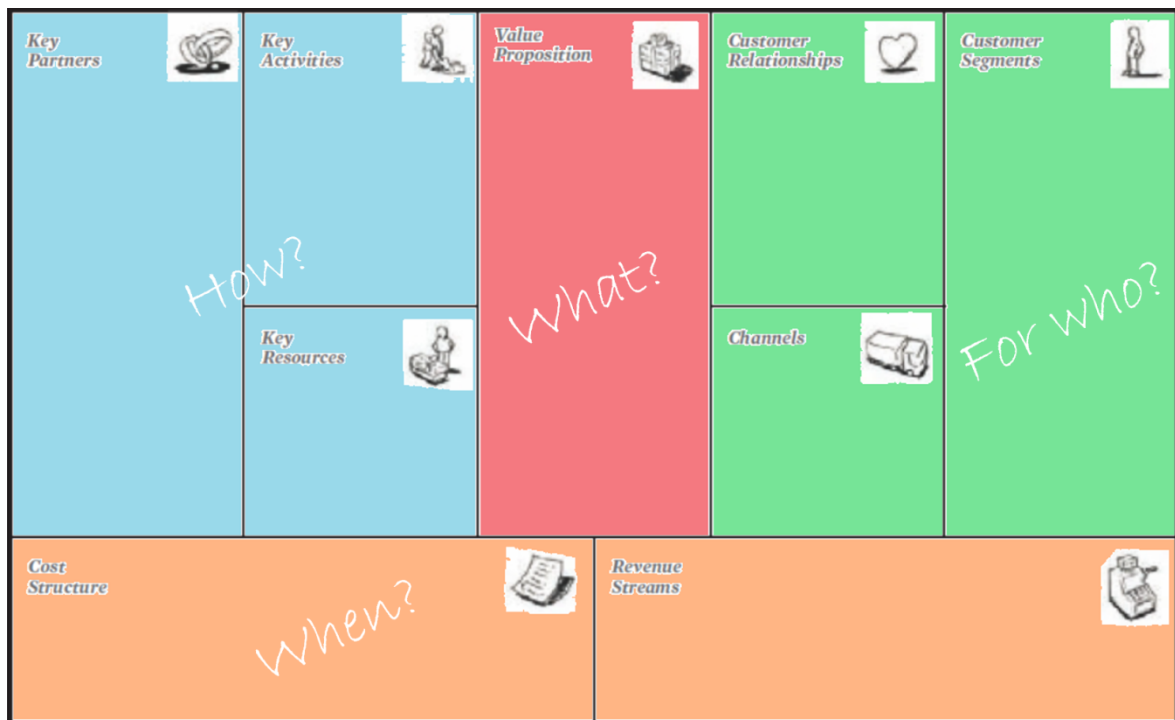 Key
Partners
Key
Activities
Value
Proposition
Customer
Relationships
Customer
Segments
How?
What?
For who?
Key
Resources
Channels
Cost
Structure
When?
Revenue
Streams